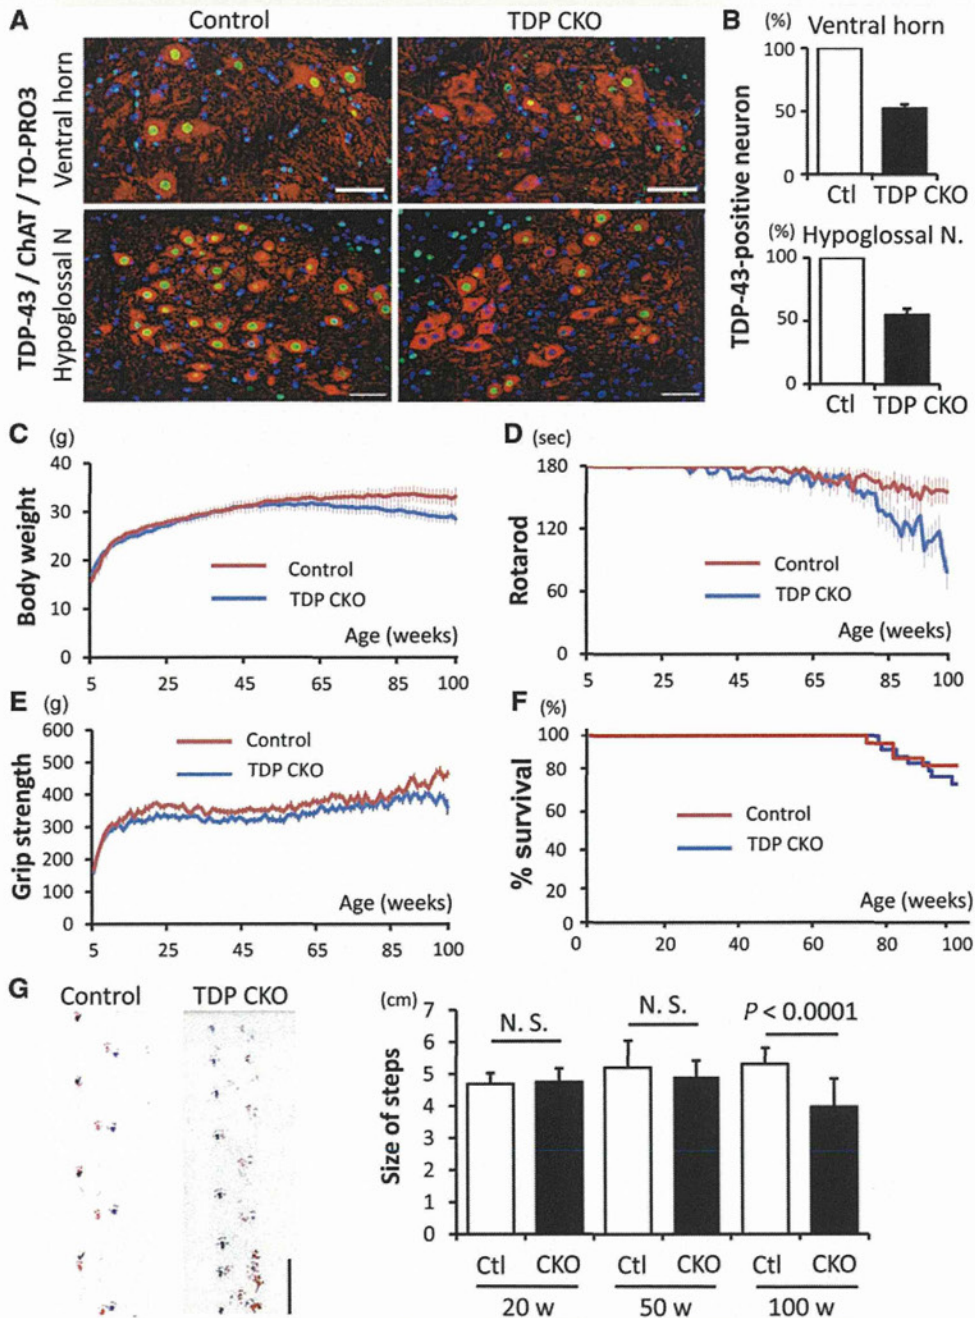 A
Control
TDP CKO
TDP-43 / ChAT / TO-PRO3
Ventral horn
Hypoglossal N
B
(%)
Ventral horn
100
50
0
Ctl
TDP CKO
TDP-43-positive neuron
(%)
Hypoglossal N.
100
50
0
Ctl
TDP CKO
C
(g)
Body weight
40
30
20
10
0
Control
TDP CKO
Age (weeks)
5
25
45
65
85
100
D
(sec)
Rotarod
180
120
60
0
Control
TDP CKO
Age (weeks)
5
25
45
65
85
100
E
(g)
Grip strength
600
500
400
300
200
100
0
Control
TDP CKO
Age (weeks)
5
25
45
65
85
100
F
(%)
% survival
100
80
60
40
20
0
Control
TDP CKO
Age (weeks)
0
20
40
60
80
100
G
Control
TDP CKO
(cm)
Size of steps
7
6
5
4
3
2
1
0
N. S.
N. S.
P < 0.0001
Ctl
CKO
Ctl
CKO
Ctl
CKO
20 w
50 w
100 w